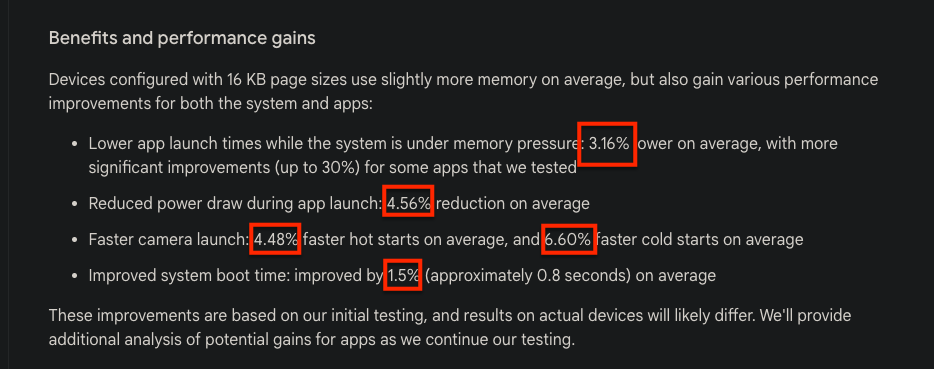 Benefits and performance gains
Devices configured with 16 KB page sizes use slightly more memory on average, but also gain various performance
improvements for both the system and apps:
• Lower app launch times while the system is under memory pressure: 3.16% lower on average, with more
significant improvements (up to 30%) for some apps that we tested
• Reduced power draw during app launch: 4.56% reduction on average
• Faster camera launch: 4.48% faster hot starts on average, and 6.60% faster cold starts on average
• Improved system boot time: improved by 1.5% (approximately 0.8 seconds) on average
These improvements are based on our initial testing, and results on actual devices will likely differ. We'll provide
additional analysis of potential gains for apps as we continue our testing.